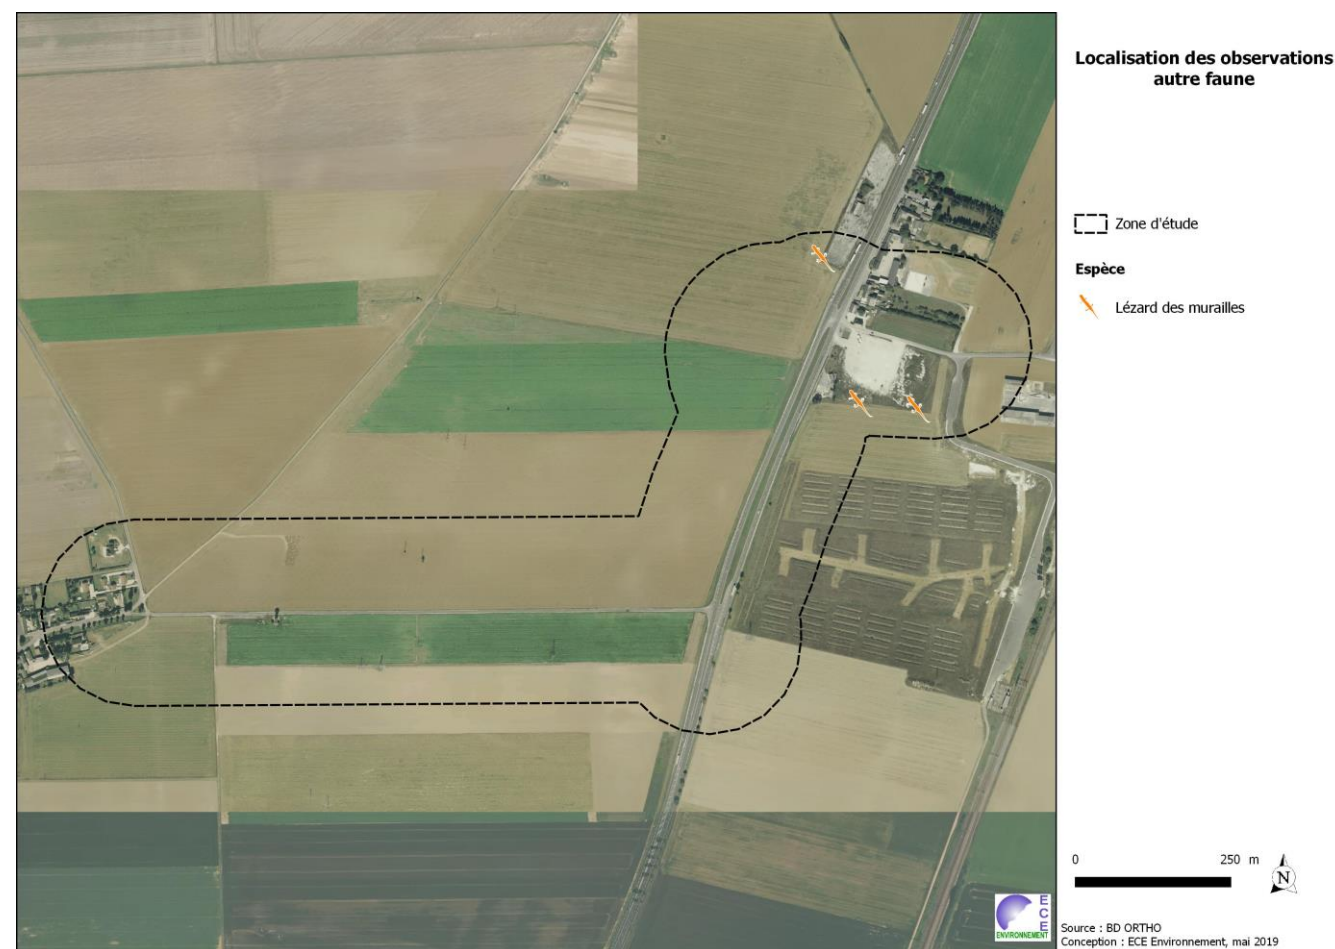 Localisation des observations
autre faune
Zone d'étude
Espèce
Lézard des murailles
0 250 m
N
E
C
E
ENVIRONNEMENT
Source : BD ORTHO
Conception : ECE Environnement, mai 2019